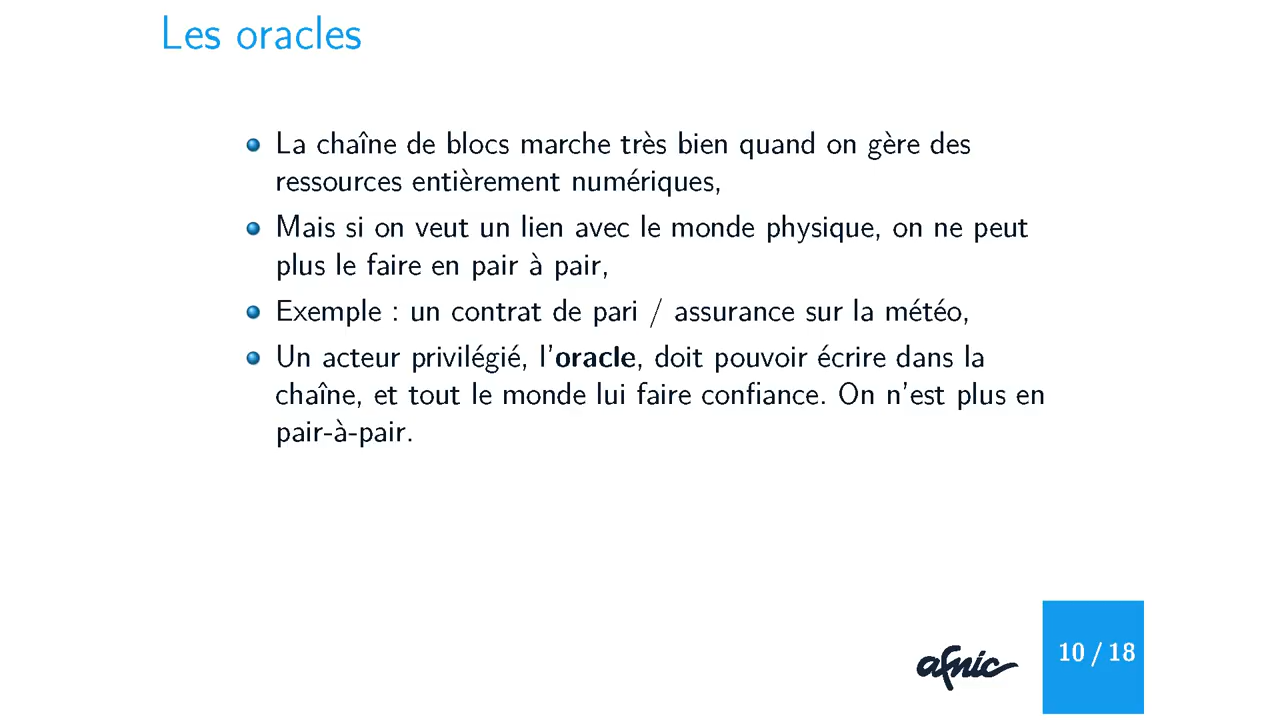 Les oracles
La chaîne de blocs marche très bien quand on gère des
ressources entièrement numériques,
Mais si on veut un lien avec le monde physique, on ne peut
plus le faire en pair à pair,
Exemple : un contrat de pari / assurance sur la météo,
Un acteur privilégié, l'oracle, doit pouvoir écrire dans la
chaîne, et tout le monde lui faire confiance. On n'est plus en
pair-à-pair.
afnic
10 / 18